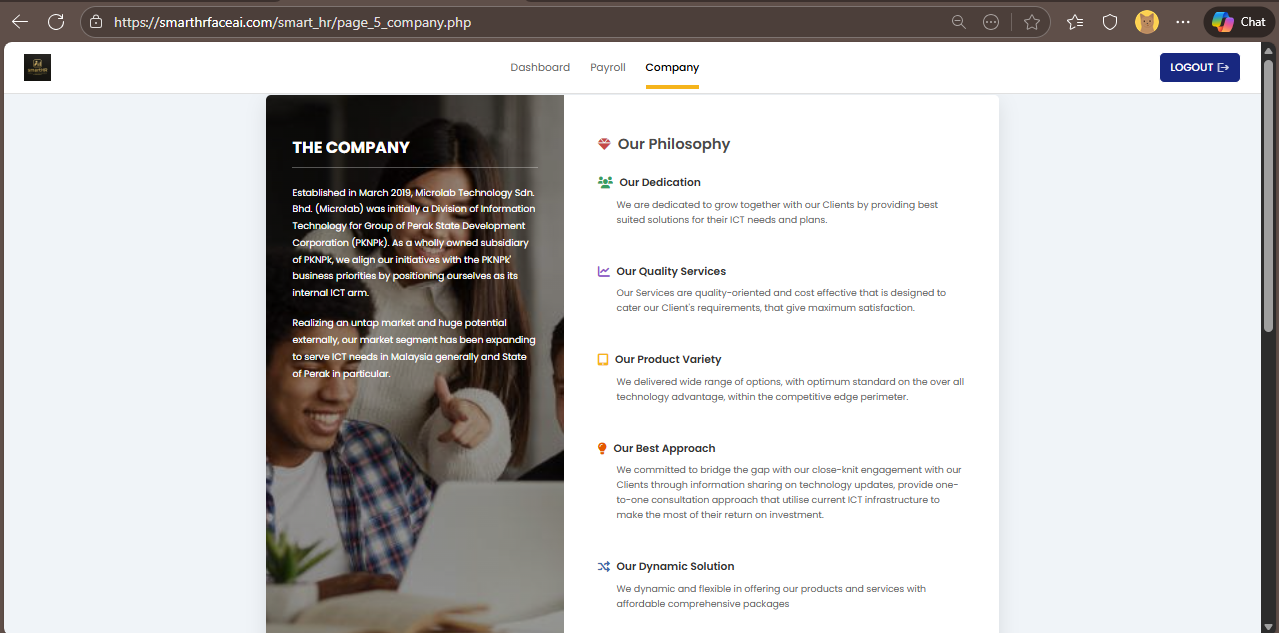 https://smarthrfaceai.com/smart_hr/page_5_company.php
Chat
Dashboard
Payroll
Company
LOGOUT
THE COMPANY
Established in March 2019, Microlab Technology Sdn.
Bhd. (Microlab) was initially a Division of Information
Technology for Group of Perak State Development
Corporation (PKNPk). As a wholly owned subsidiary
of PKNPk, we align our initiatives with the PKNPk'
business priorities by positioning ourselves as its
internal ICT arm.
Realizing an untap market and huge potential
externally, our market segment has been expanding
to serve ICT needs in Malaysia generally and State
of Perak in particular.
Our Philosophy
Our Dedication
We are dedicated to grow together with our Clients by providing best
suited solutions for their ICT needs and plans.
Our Quality Services
Our Services are quality-oriented and cost effective that is designed to
cater our Client's requirements, that give maximum satisfaction.
Our Product Variety
We delivered wide range of options, with optimum standard on the over all
technology advantage, within the competitive edge perimeter.
Our Best Approach
We committed to bridge the gap with our close-knit engagement with our
Clients through information sharing on technology updates, provide one-
to-one consultation approach that utilise current ICT infrastructure to
make the most of their return on investment.
Our Dynamic Solution
We dynamic and flexible in offering our products and services with
affordable comprehensive packages